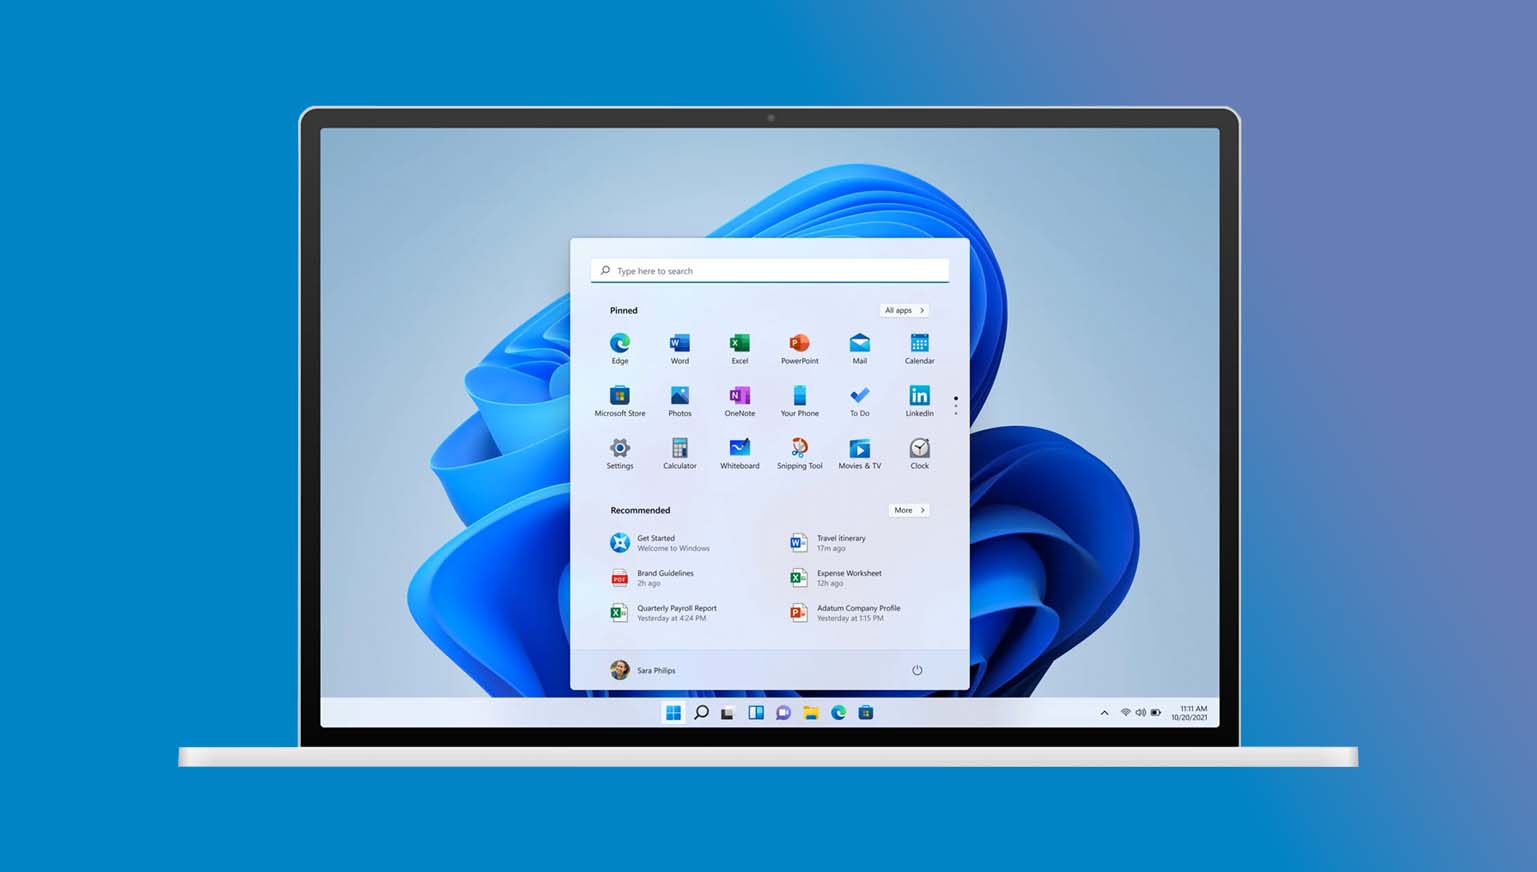 Type here to search
Pinned
All apps
Edge
Word
Excel
PowerPoint
Mail
Calendar
Microsoft Store
Photos
OneNote
Your Phone
To Do
LinkedIn
Settings
Calculator
Whiteboard
Snipping Tool
Movies & TV
Clock
Recommended
More
Get Started
Welcome to Windows
Travel itinerary
17m ago
Brand Guidelines
2h ago
Expense Worksheet
12h ago
Quarterly Payroll Report
Yesterday at 4:24 PM
Adatum Company Profile
Yesterday at 1:15 PM
Sara Philips
11:11 AM
10/20/2021